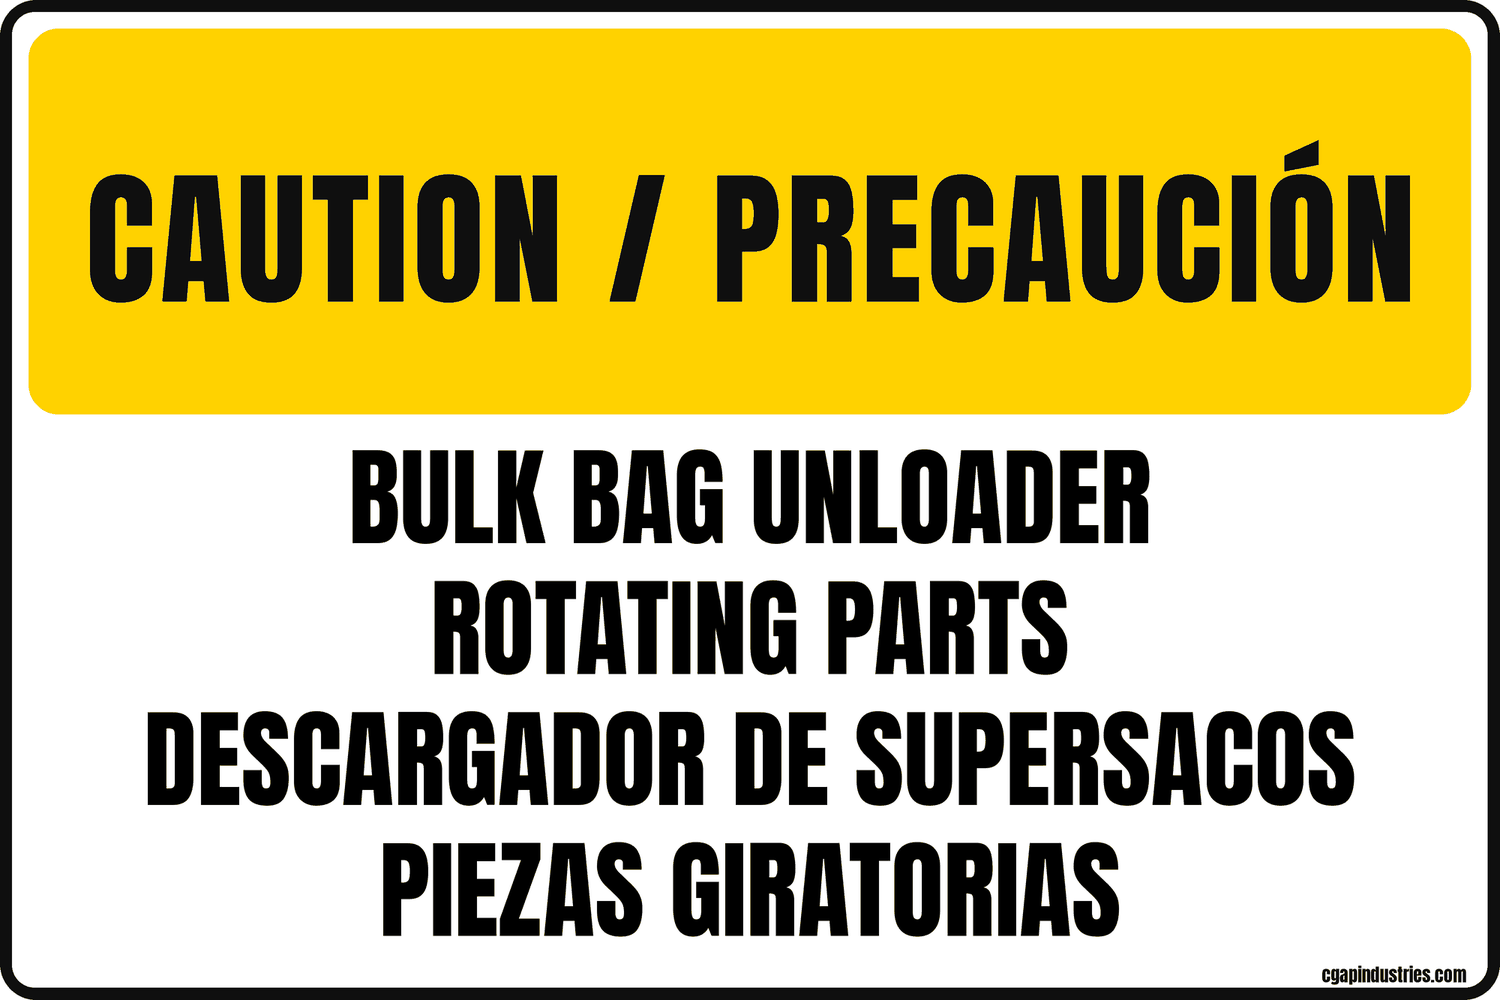 CAUTION / PRECAUCIÓN
BULK BAG UNLOADER
ROTATING PARTS
DESCARGADOR DE SUPERSACOS
PIEZAS GIRATORIAS
cgapindustries.com